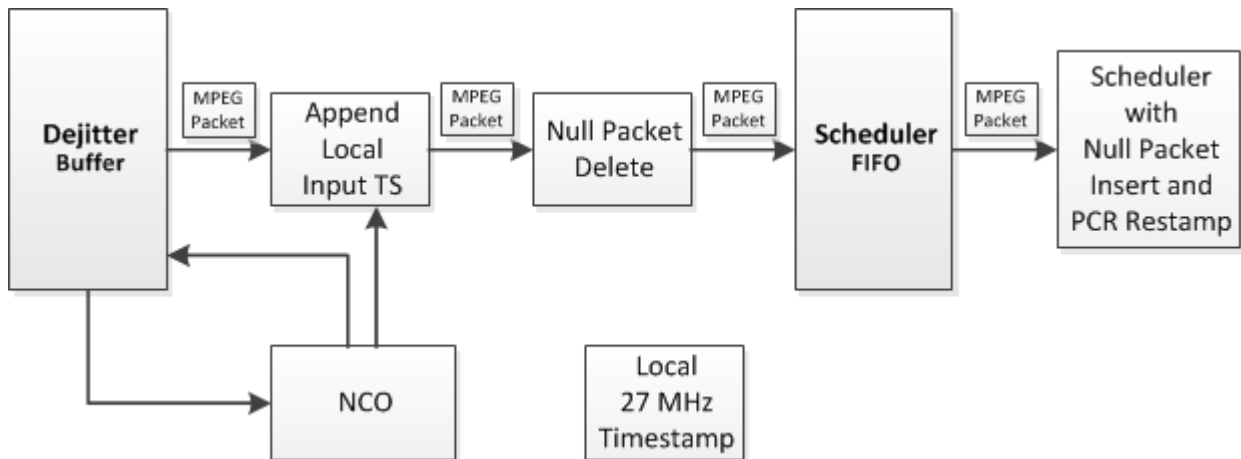 Dejitter
Buffer
MPEG
Packet
Append
Local
Input TS
MPEG
Packet
Null Packet
Delete
MPEG
Packet
Scheduler
FIFO
MPEG
Packet
Scheduler
with
Null Packet
Insert and
PCR Restamp
NCO
Local
27 MHz
Timestamp